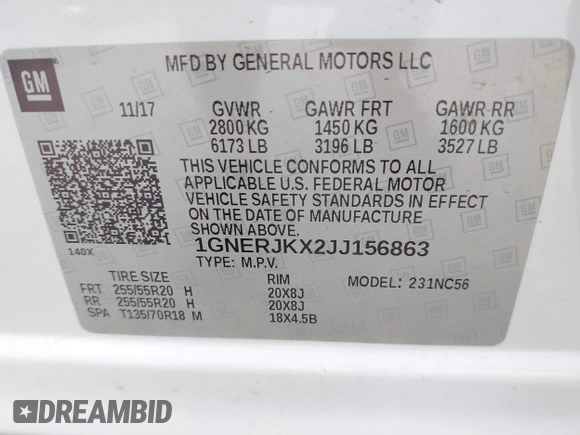 GM
MFD BY GENERAL MOTORS LLC
11/17 GVWR GAWR FRT GAWR RR
2800 KG 1450 KG 1600 KG
6173 LB 3196 LB 3527 LB
THIS VEHICLE CONFORMS TO ALL
APPLICABLE U.S. FEDERAL MOTOR
VEHICLE SAFETY STANDARDS IN EFFECT
ON THE DATE OF MANUFACTURE
SHOWN ABOVE.
140X 1GNERJKX2JJ156863
TYPE: M.P.V.
TIRE SIZE RIM MODEL: 231NC56
FRT 255/55R20 H 20X8J
RR 255/55R20 H 20X8J
SPA T135/70R18 M 18X4.5B
DREAMBID